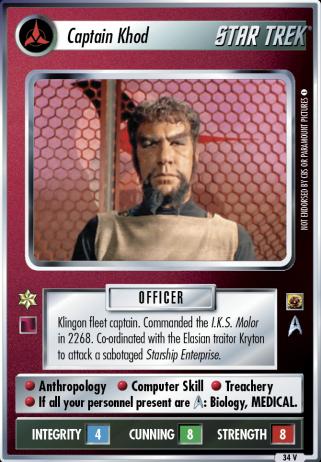 Captain Khod
STAR TREK
NOT ENDORSED BY CBS OR PARAMOUNT PICTURES
OFFICER
Klingon fleet captain. Commanded the I.K.S. Molor
in 2268. Co-ordinated with the Elasian traitor Kryton
to attack a sabotaged Starship Enterprise.
Anthropology Computer Skill Treachery
If all your personnel present are : Biology, MEDICAL.
INTEGRITY 4 CUNNING 8 STRENGTH 8
34 V